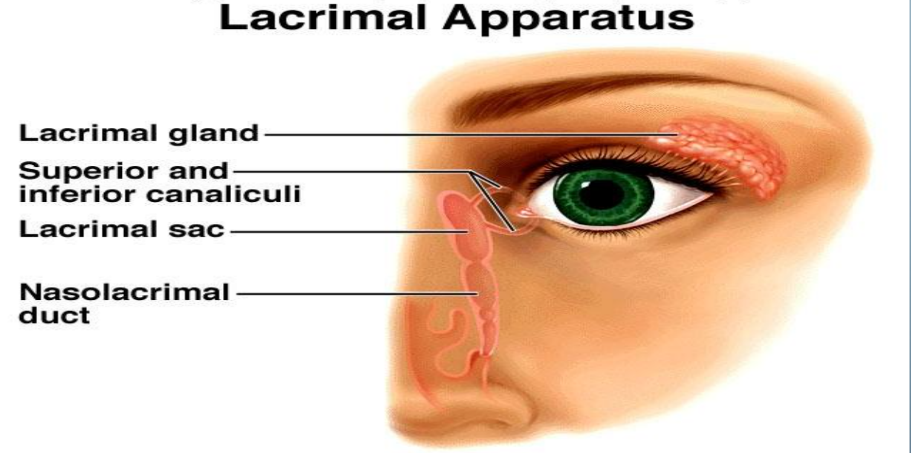 Lacrimal Apparatus
Lacrimal gland
Superior and
inferior canaliculi
Lacrimal sac
Nasolacrimal
duct